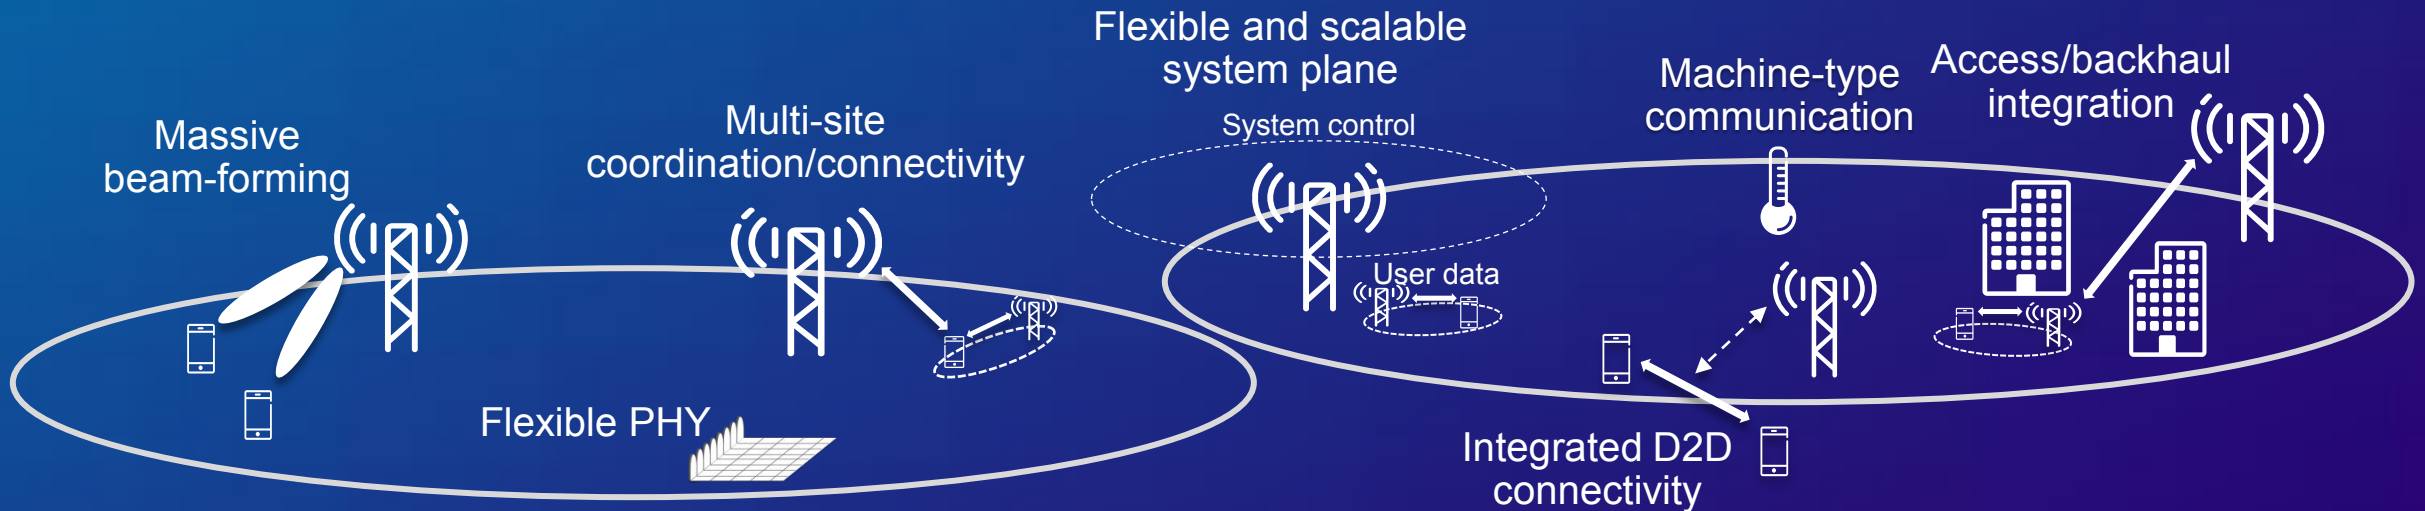 Massive
beam-forming
Multi-site
coordination/connectivity
Flexible PHY
Flexible and scalable
system plane
System control
User data
Machine-type
communication
Access/backhaul
integration
Integrated D2D
connectivity